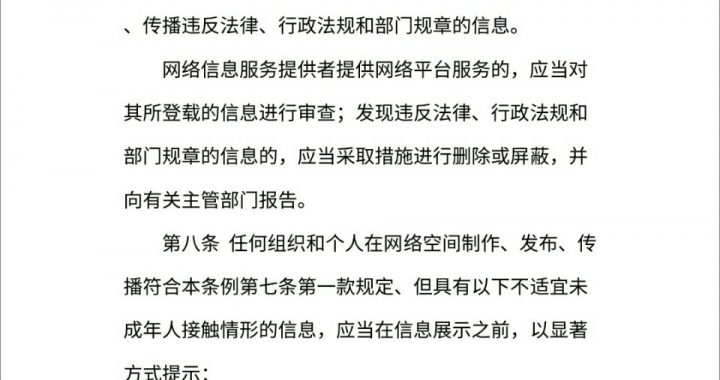 、传播违反法律、行政法规和部门规章的信息。
网络信息服务提供者提供网络平台服务的，应当对
其所登载的信息进行审查；发现违反法律、行政法规和
部门规章的信息的，应当采取措施进行删除或屏蔽，并
向有关主管部门报告。
第八条 任何组织和个人在网络空间制作、发布、传
播符合本条例第七条第一款规定、但具有以下不适宜未
成年人接触情形的信息，应当在信息展示之前，以显著
方式提示：